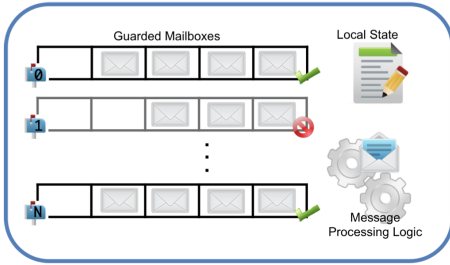 Guarded Mailboxes
Local State
0
1
N
Message
Processing Logic